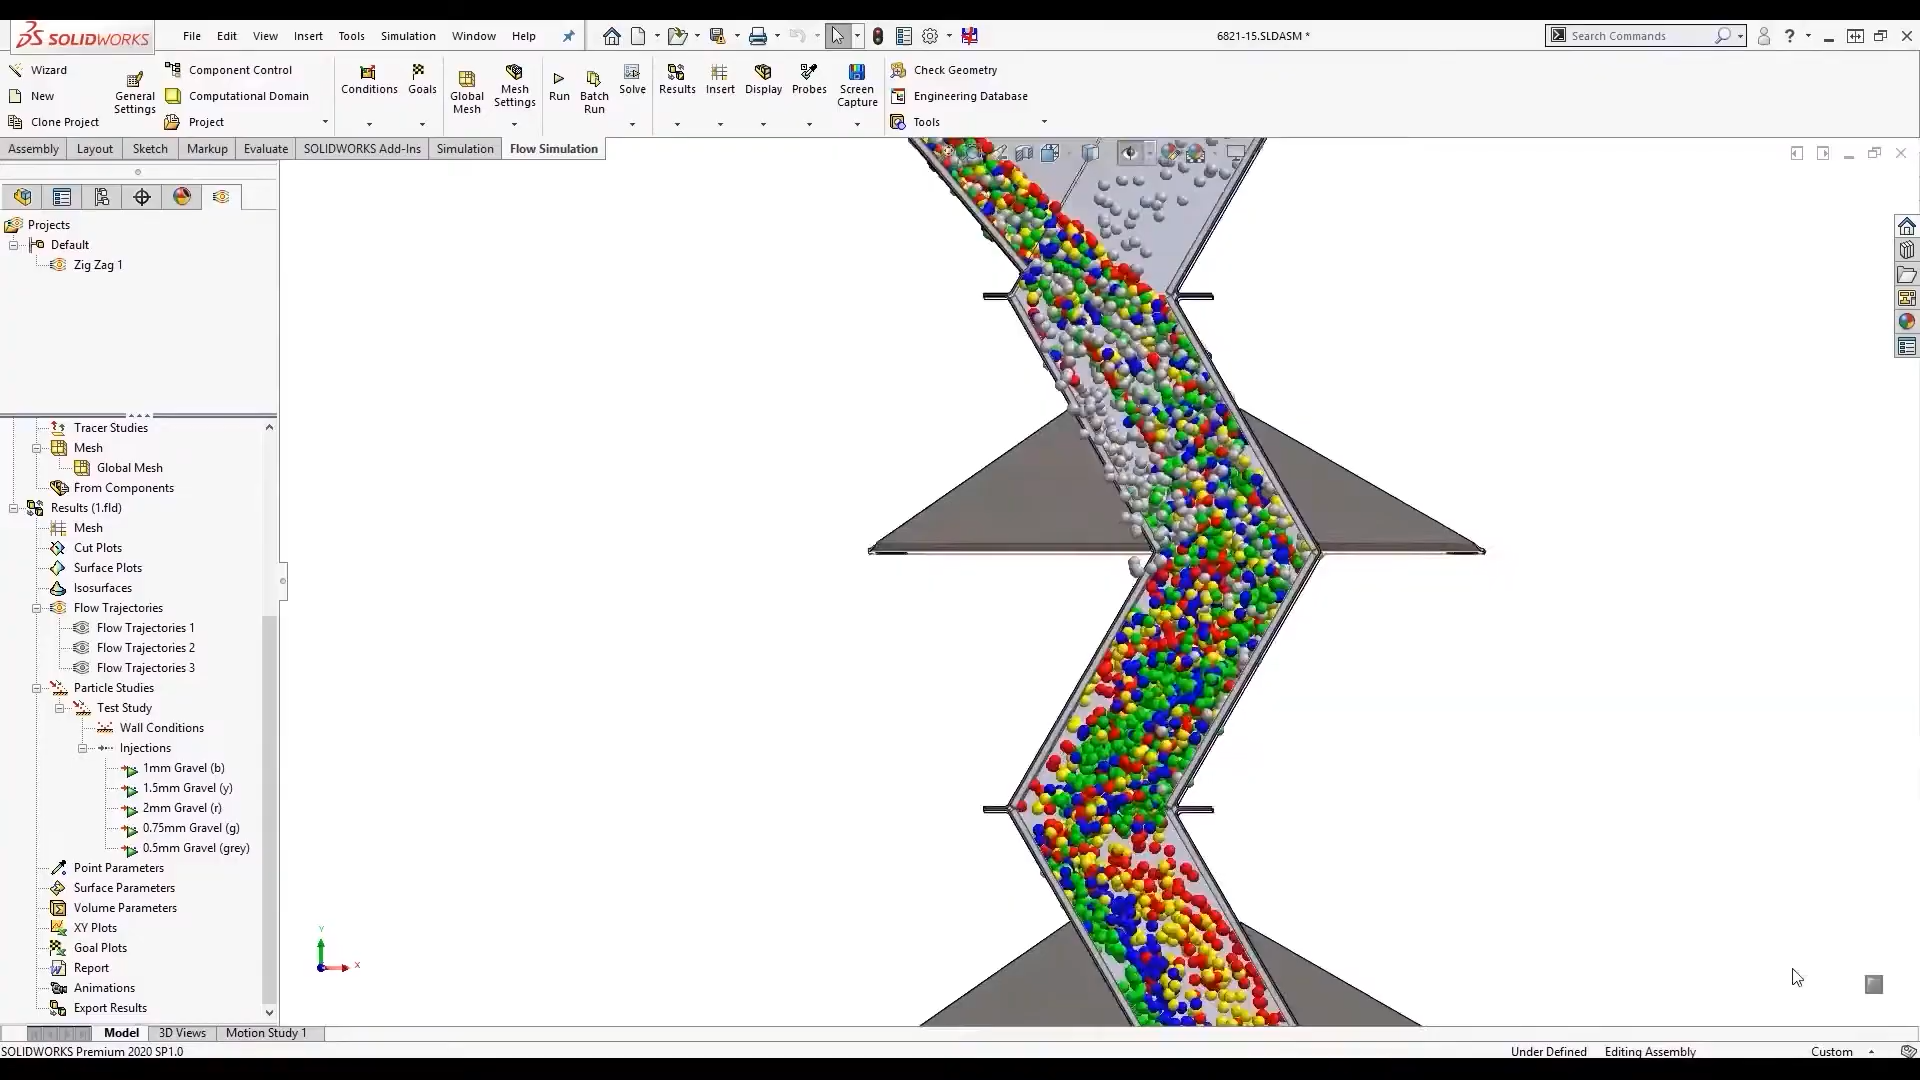 SOLIDWORKS
File Edit View Insert Tools Simulation Window Help
6821-15.SLDASM *
Search Commands
Wizard
New
Clone Project
General Settings
Component Control
Computational Domain
Project
Conditions
Goals
Global Mesh
Mesh Settings
Run
Batch Run
Solve
Results
Insert
Display
Probes
Screen Capture
Check Geometry
Engineering Database
Tools
Assembly Layout Sketch Markup Evaluate SOLIDWORKS Add-Ins Simulation Flow Simulation
Projects
Default
Zig Zag 1
Tracer Studies
Mesh
Global Mesh
From Components
Results (1.fld)
Mesh
Cut Plots
Surface Plots
Isosurfaces
Flow Trajectories
Flow Trajectories 1
Flow Trajectories 2
Flow Trajectories 3
Particle Studies
Test Study
Wall Conditions
Injections
1mm Gravel (b)
1.5mm Gravel (y)
2mm Gravel (r)
0.75mm Gravel (g)
0.5mm Gravel (grey)
Point Parameters
Surface Parameters
Volume Parameters
XY Plots
Goal Plots
Report
Animations
Export Results
Y
X
Model 3D Views Motion Study 1
SOLIDWORKS Premium 2020 SP1.0
Under Defined Editing Assembly Custom